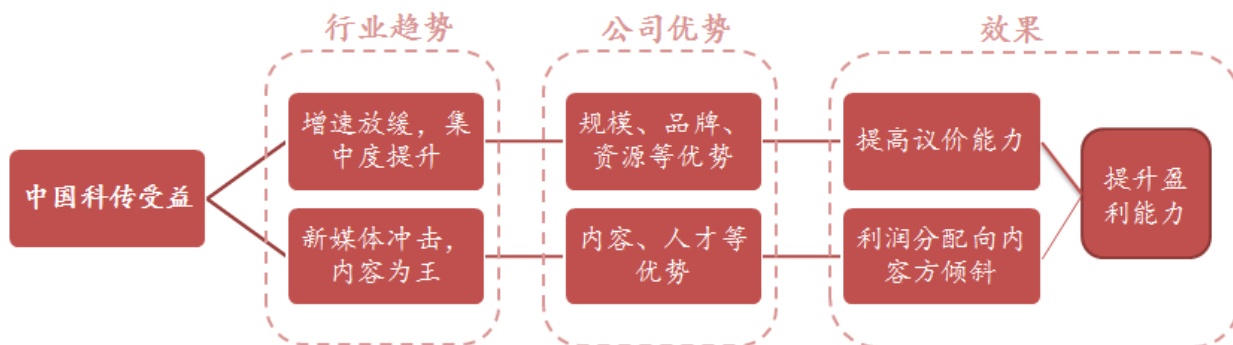 行业趋势
公司优势
效果
中国科传受益
增速放缓，集
中度提升
规模、品牌、
资源等优势
提高议价能力
新媒体冲击，
内容为王
内容、人才等
优势
利润分配向内
容方倾斜
提升盈
利能力